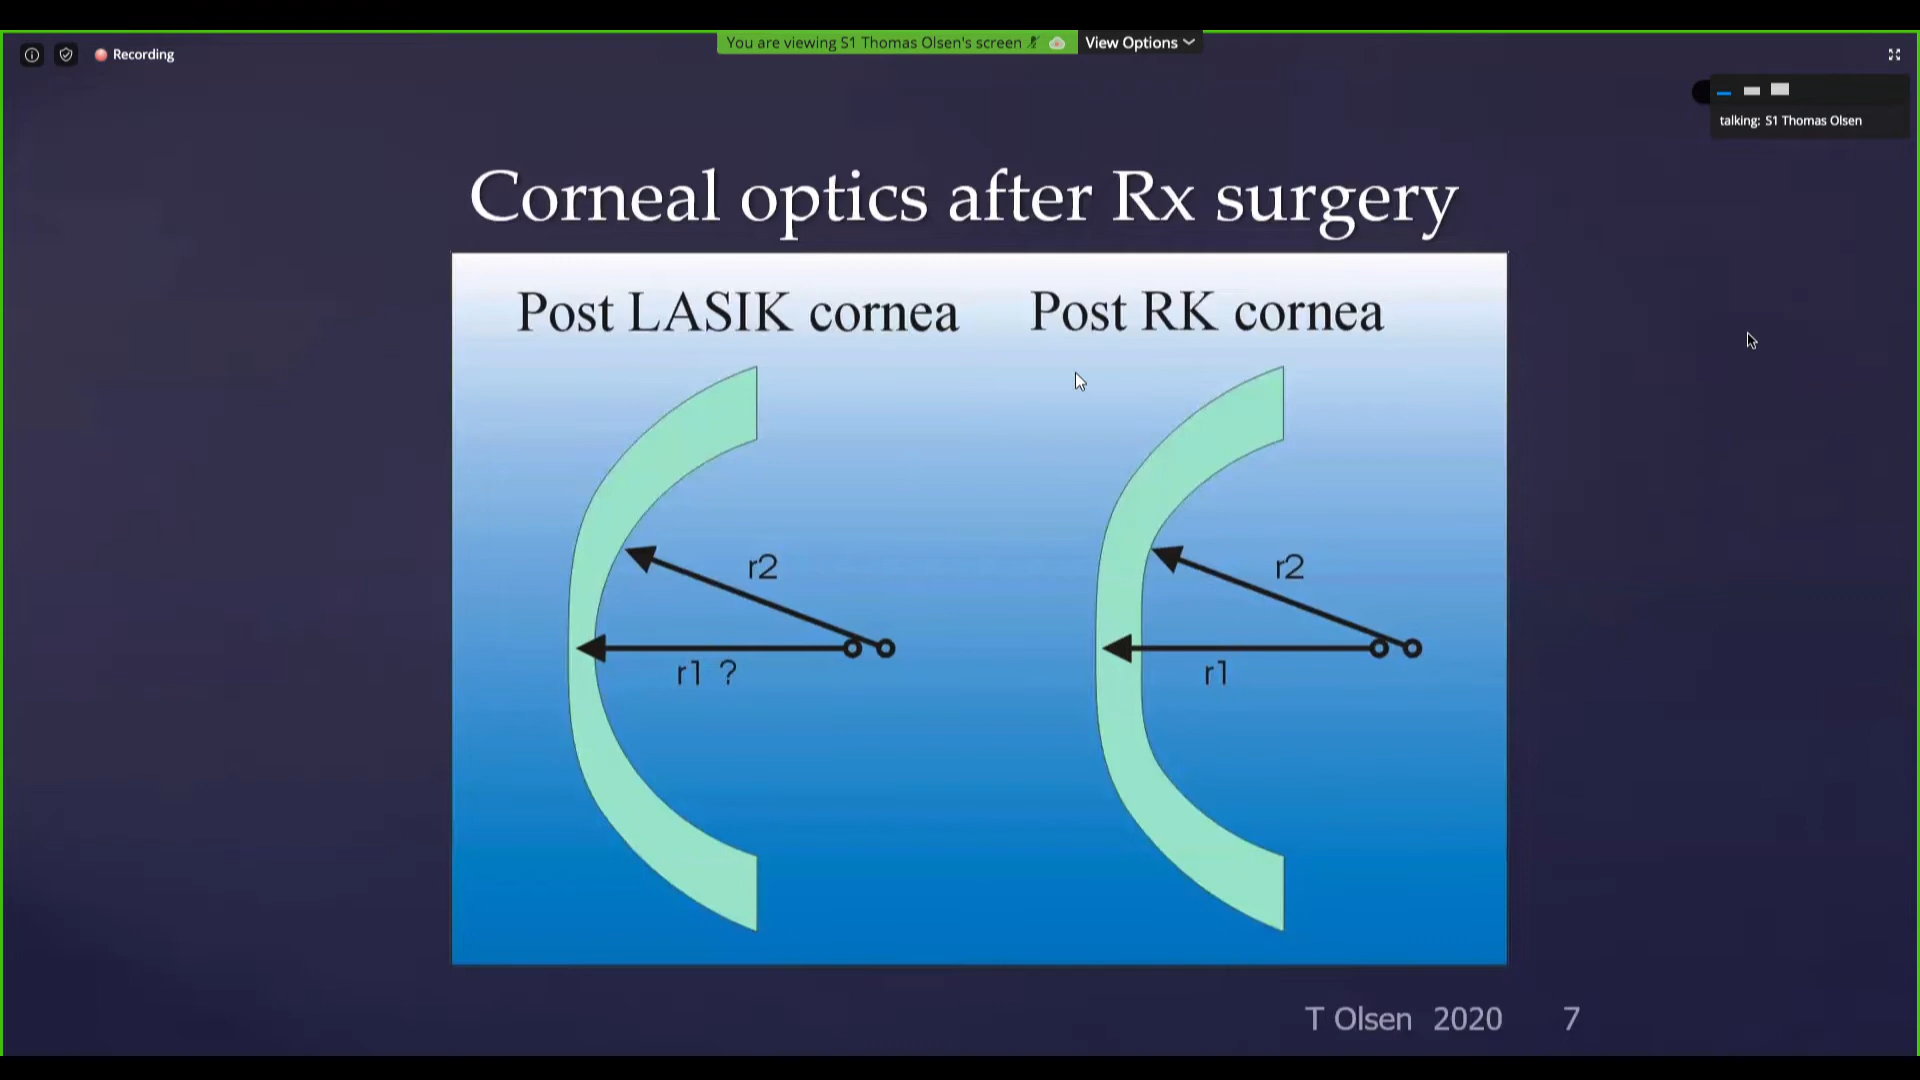 You are viewing S1 Thomas Olsen's screen
View Options
Recording
talking: S1 Thomas Olsen
Corneal optics after Rx surgery
Post LASIK cornea
Post RK cornea
r2
r1 ?
r2
r1
T Olsen 2020 7